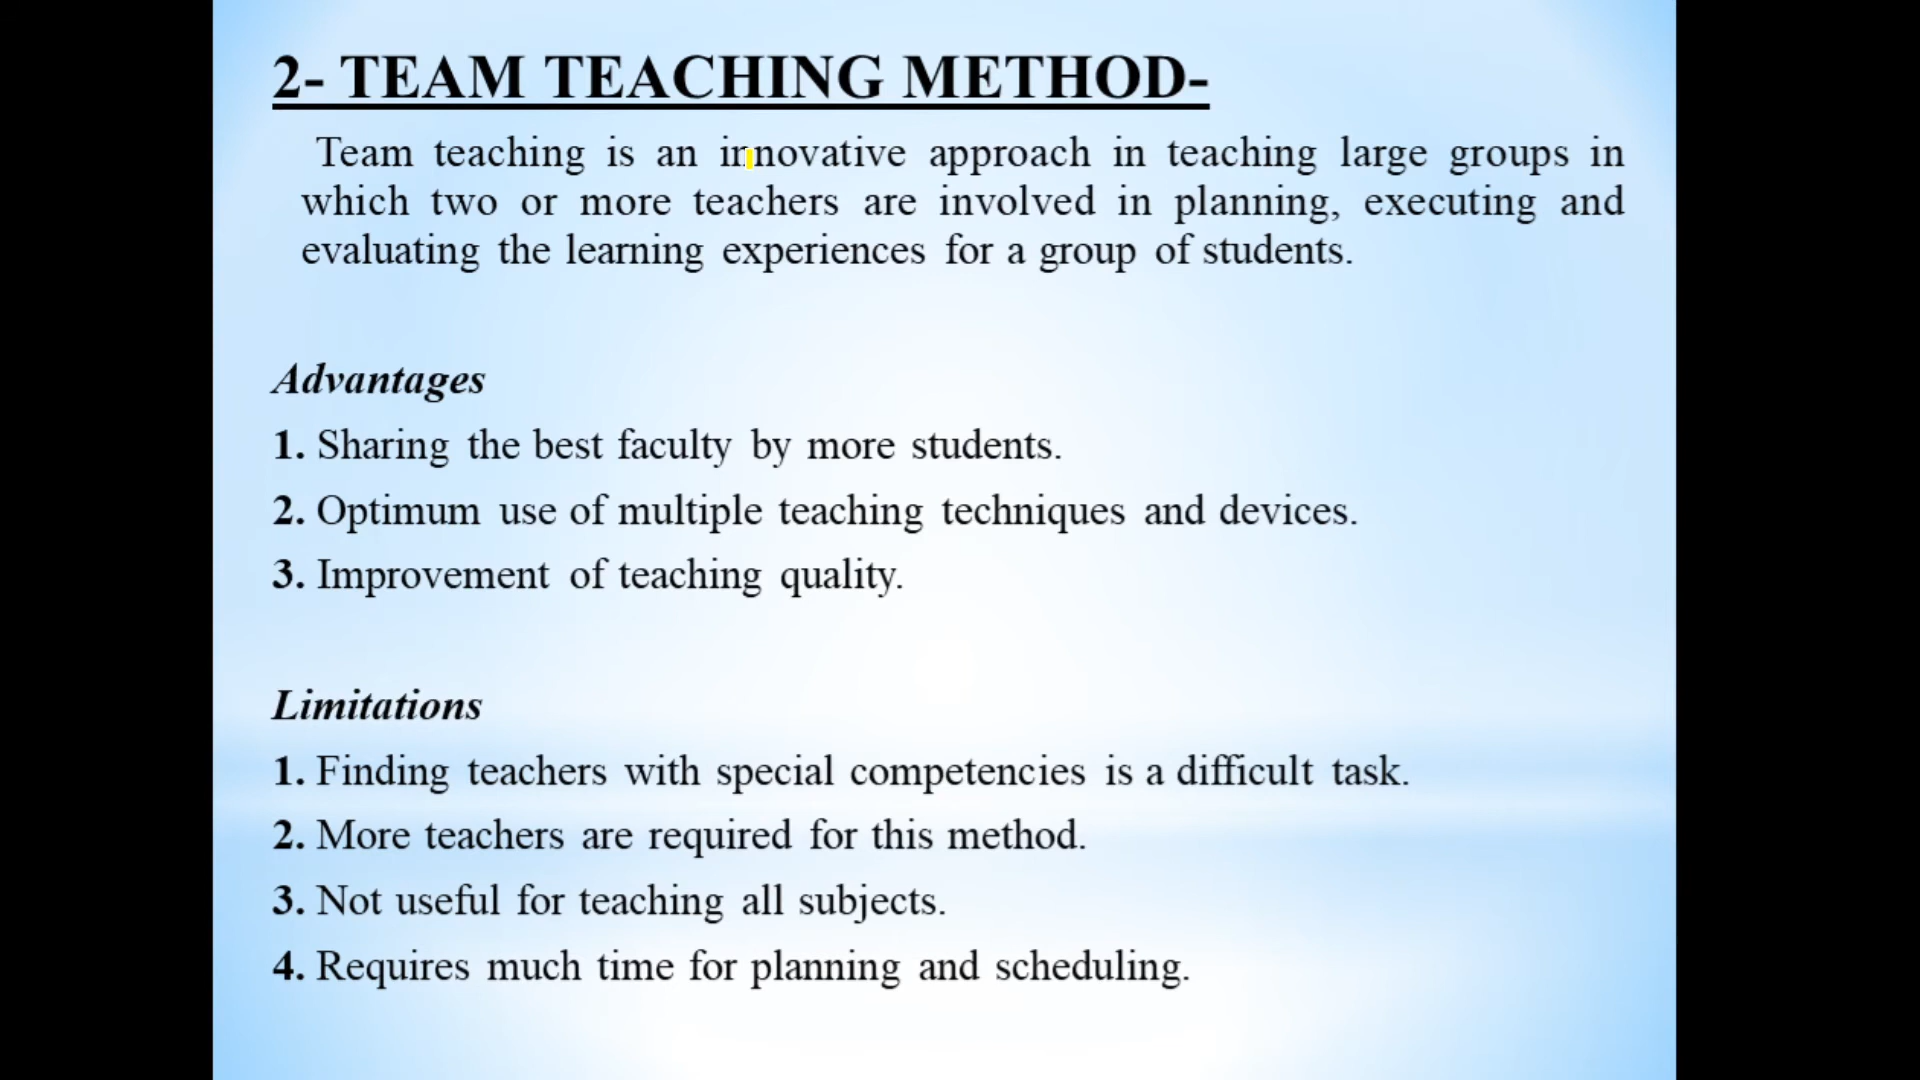 2- TEAM TEACHING METHOD-
Team teaching is an innovative approach in teaching large groups in
which two or more teachers are involved in planning, executing and
evaluating the learning experiences for a group of students.
Advantages
1. Sharing the best faculty by more students.
2. Optimum use of multiple teaching techniques and devices.
3. Improvement of teaching quality.
Limitations
1. Finding teachers with special competencies is a difficult task.
2. More teachers are required for this method.
3. Not useful for teaching all subjects.
4. Requires much time for planning and scheduling.